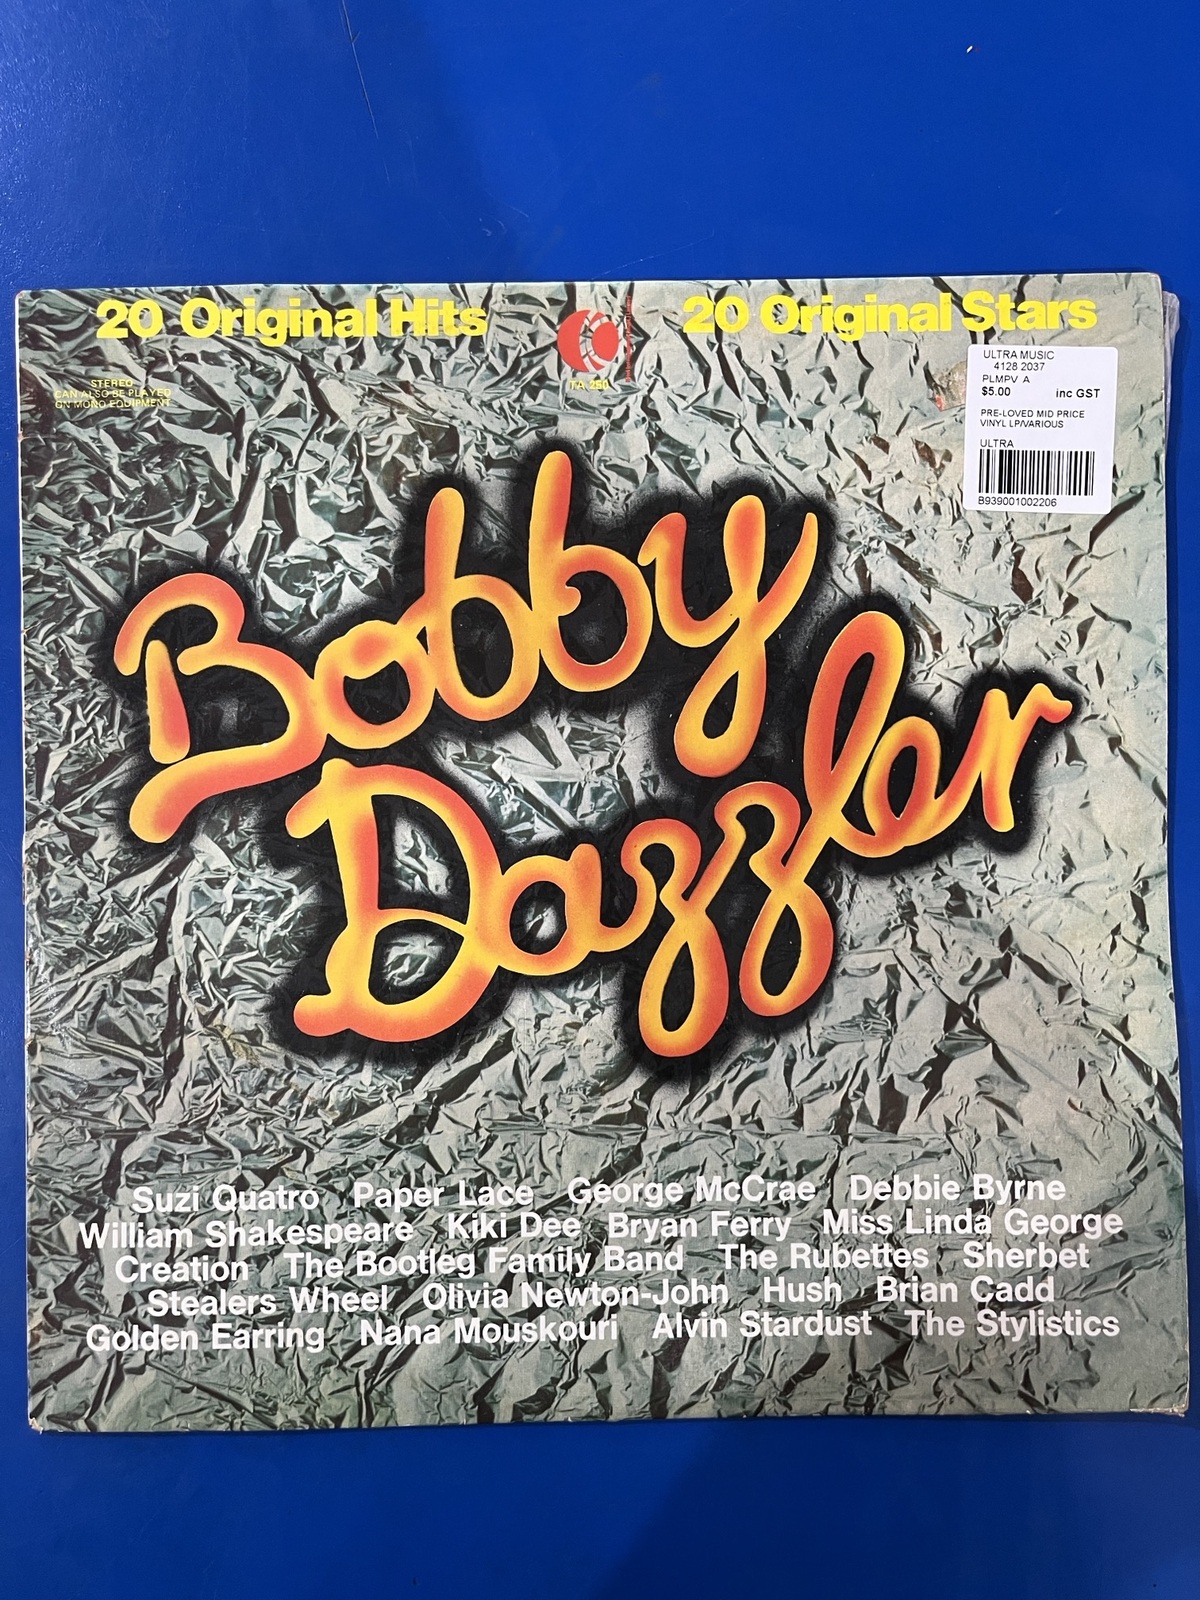 20 Original Hits
20 Original Stars
TA 250
STEREO
CAN ALSO BE PLAYED
ON MONO EQUIPMENT
ULTRA MUSIC
4128 2037
PLMPV A
$5.00 inc GST
PRE-LOVED MID PRICE
VINYL LP/VARIOUS
ULTRA
B939001002206
Bobby
Dazzler
Suzi Quatro Paper Lace George McCrae Debbie Byrne
William Shakespeare Kiki Dee Bryan Ferry Miss Linda George
Creation The Bootleg Family Band The Rubettes Sherbet
Stealers Wheel Olivia Newton-John Hush Brian Cadd
Golden Earring Nana Mouskouri Alvin Stardust The Stylistics